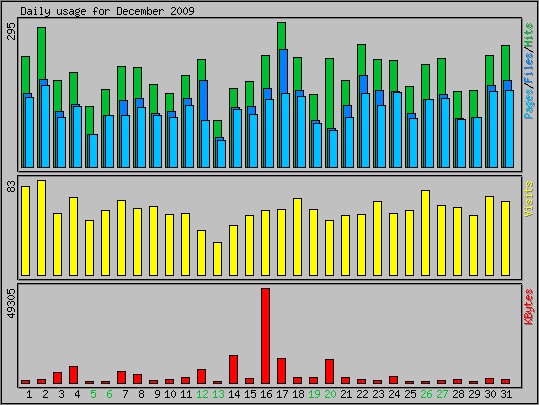 Daily usage for December 2009
295
Pages/Files/Hits
83
Visits
49305
KBytes
1 2 3 4 5 6 7 8 9 10 11 12 13 14 15 16 17 18 19 20 21 22 23 24 25 26 27 28 29 30 31